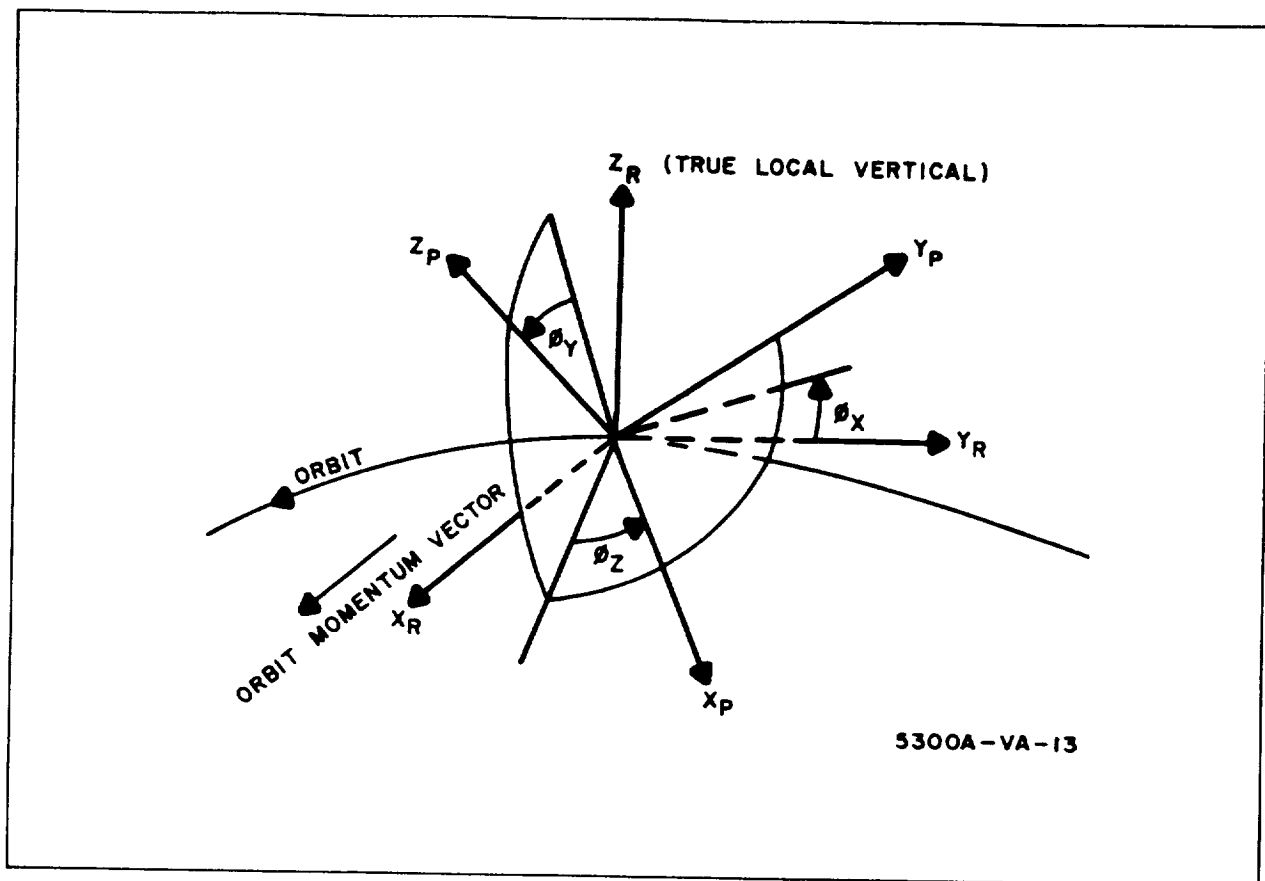 Z_R (TRUE LOCAL VERTICAL)
Z_P
Y_P
ø_Y
ø_X
Y_R
ORBIT
ORBIT MOMENTUM VECTOR
ø_Z
X_R
X_P
5300A-VA-13